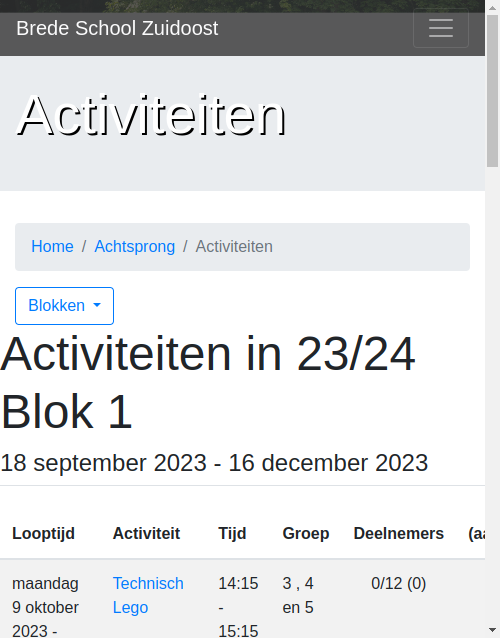 Brede School Zuidoost
Activiteiten
Home / Achtsprong / Activiteiten
Blokken
Activiteiten in 23/24
Blok 1
18 september 2023 - 16 december 2023
Looptijd Activiteit Tijd Groep Deelnemers (aa
maandag Technisch 14:15 3 , 4 0/12 (0)
9 oktober Lego - en 5
2023 - 15:15